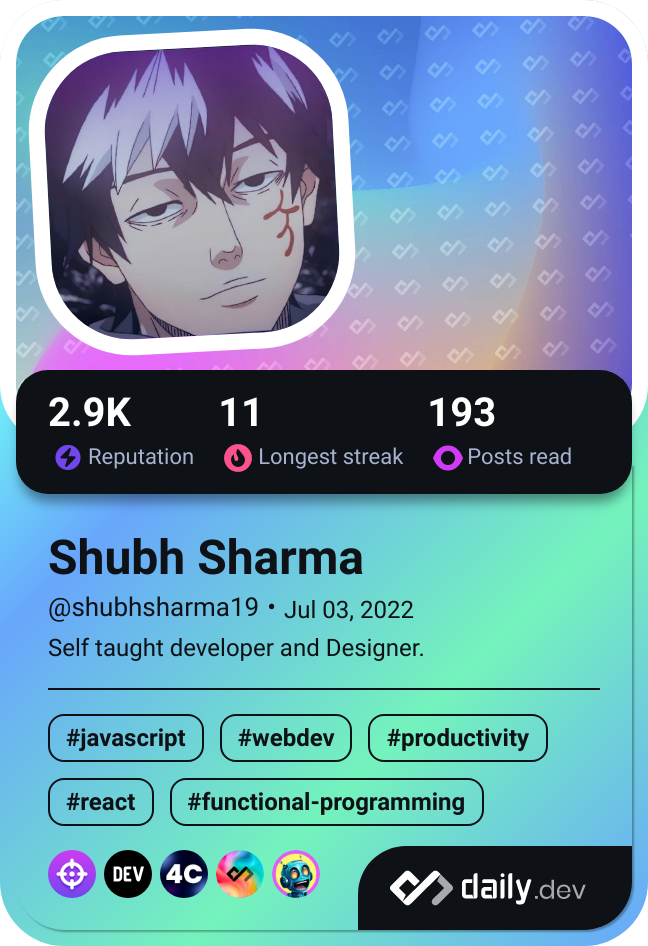 2.9K 11 193
Reputation Longest streak Posts read
Shubh Sharma
@shubhsharma19 • Jul 03, 2022
Self taught developer and Designer.
#javascript #webdev #productivity
#react #functional-programming
DEV 4C
daily.dev